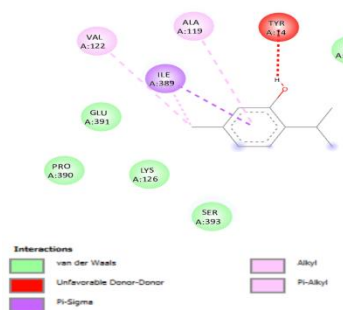 VAL
A:122
ALA
A:119
TYR
ILE
A:389
H
O
GLU
A:391
PRO
A:390
LYS
A:126
SER
A:393
Interactions
van der Waals
Unfavorable Donor-Donor
Pi-Sigma
Alkyl
Pi-Alkyl